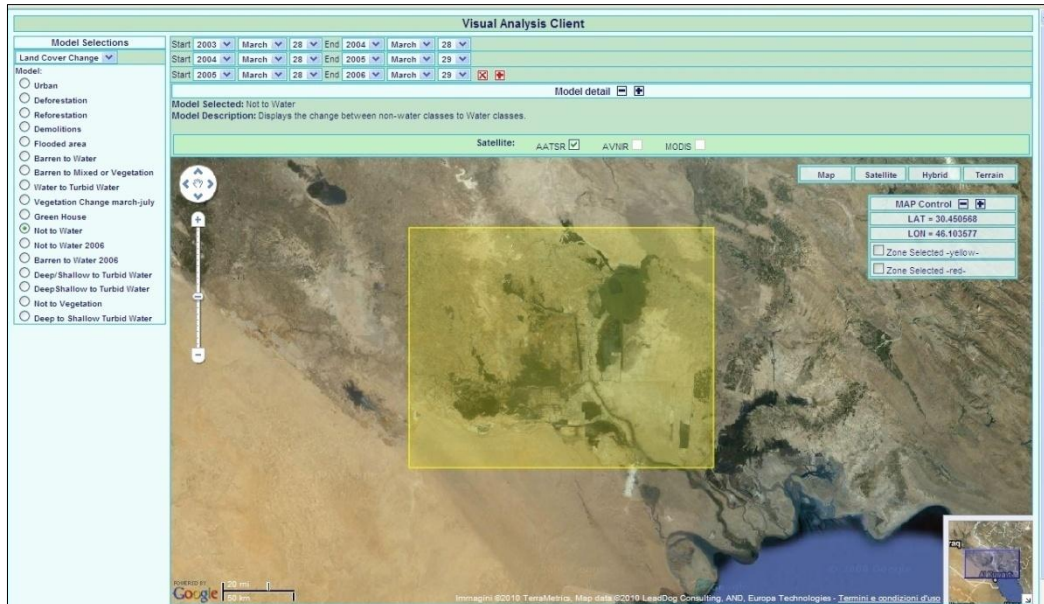 Visual Analysis Client
Model Selections
Land Cover Change
Model:
Urban
Deforestation
Reforestation
Demolitions
Flooded area
Barren to Water
Barren to Mixed or Vegetation
Water to Turbid Water
Vegetation Change march-july
Green House
Not to Water
Not to Water 2006
Barren to Water 2006
Deep/Shallow to Turbid Water
DeepShallow to Turbid Water
Not to Vegetation
Deep to Shallow Turbid Water
Start 2003 March 28 End 2004 March 28
Start 2004 March 28 End 2005 March 29
Start 2005 March 28 End 2006 March 29
Model detail
Model Selected: Not to Water
Model Description: Displays the change between non-water classes to Water classes.
Satellite: AATSR AVNIR MODIS
Map Satellite Hybrid Terrain
MAP Control
LAT = 30.450568
LON = 46.103577
Zone Selected -yellow-
Zone Selected -red-
POWERED BY
Google
20 mi
50 km
Immagini ©2010 TerraMetrics, Map data ©2010 LeadDog Consulting, AND, Europa Technologies - Termini e condizioni d'uso